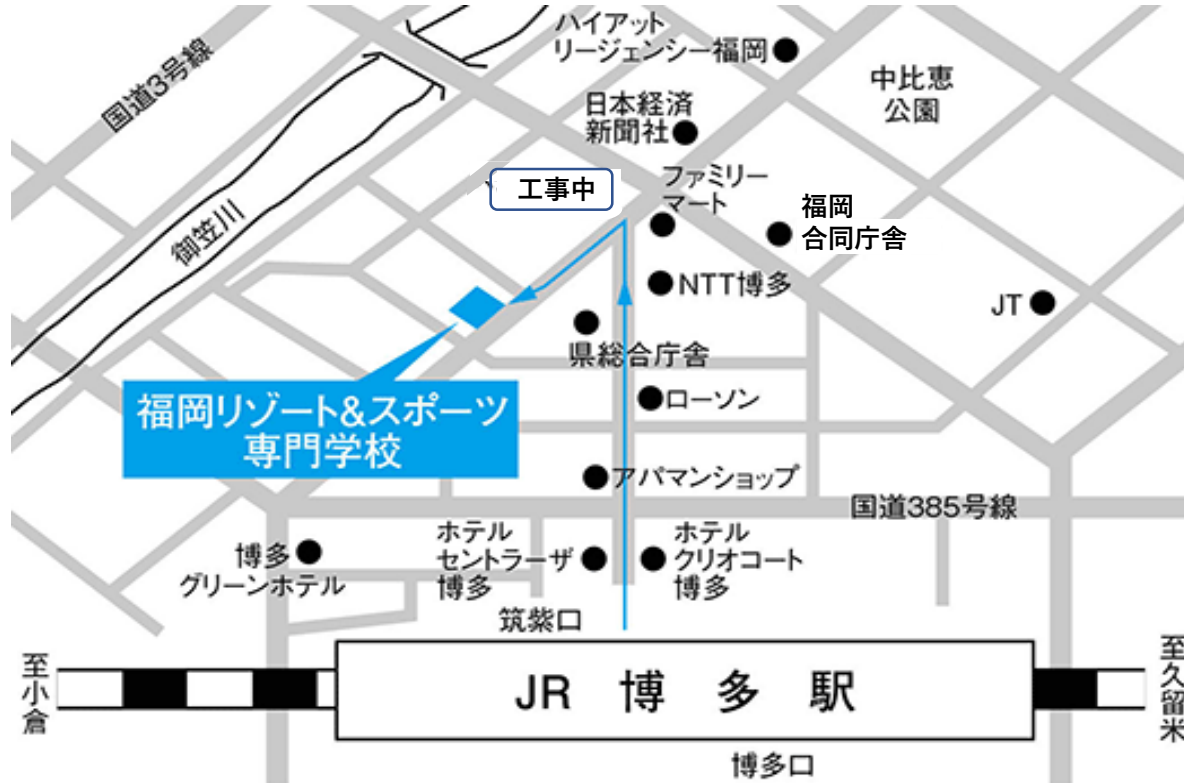 ハイアット
リージェンシー福岡
国道3号線
中比恵
公園
日本経済
新聞社
工事中
ファミリー
マート
福岡
合同庁舎
御笠川
NTT博多
JT
県総合庁舎
福岡リゾート&スポーツ
専門学校
ローソン
アパマンショップ
国道385号線
博多
グリーンホテル
ホテル
セントラーザ
博多
ホテル
クリオコート
博多
筑紫口
至小倉
JR 博多駅
至久留米
博多口